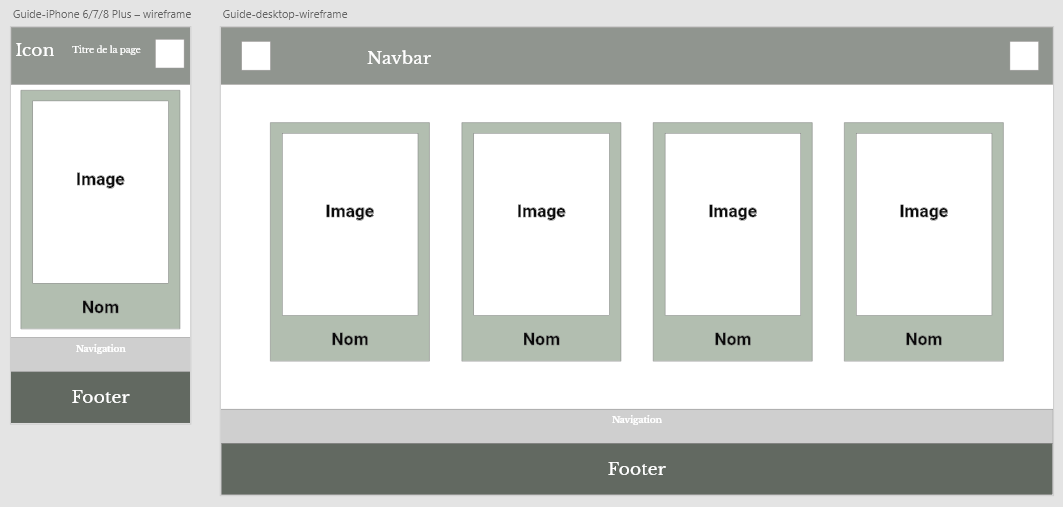 Guide-iPhone 6/7/8 Plus – wireframe
Icon
Titre de la page
Image
Nom
Navigation
Footer
Guide-desktop-wireframe
Navbar
Image
Image
Image
Image
Nom
Nom
Nom
Nom
Navigation
Footer